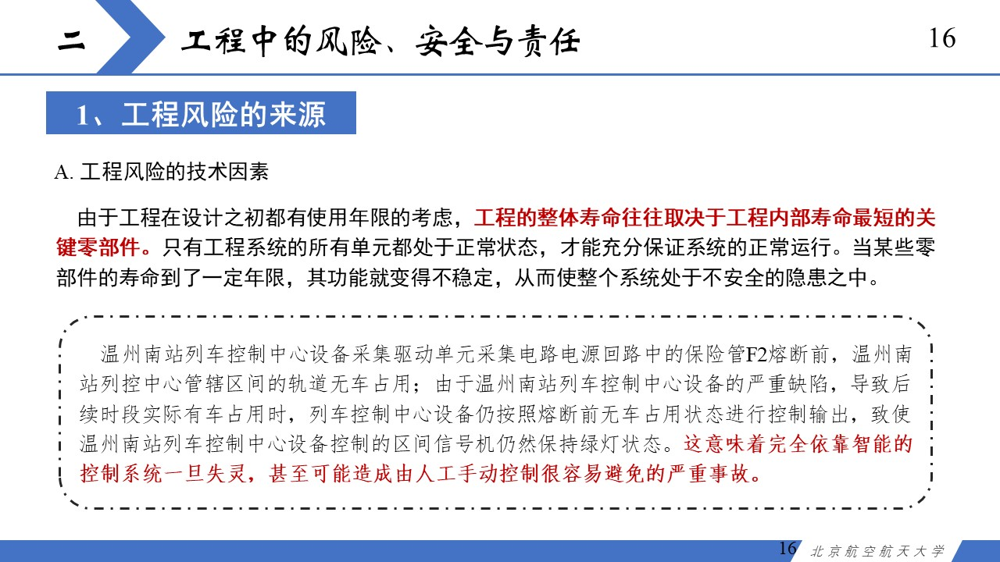 二
工程中的风险、安全与责任
16
1、工程风险的来源
A. 工程风险的技术因素
由于工程在设计之初都有使用年限的考虑，工程的整体寿命往往取决于工程内部寿命最短的关
键零部件。只有工程系统的所有单元都处于正常状态，才能充分保证系统的正常运行。当某些零
部件的寿命到了一定年限，其功能就变得不稳定，从而使整个系统处于不安全的隐患之中。
温州南站列车控制中心设备采集驱动单元采集电路电源回路中的保险管F2熔断前，温州南
站列控中心管辖区间的轨道无车占用；由于温州南站列车控制中心设备的严重缺陷，导致后
续时段实际有车占用时，列车控制中心设备仍按照熔断前无车占用状态进行控制输出，致使
温州南站列车控制中心设备控制的区间信号机仍然保持绿灯状态。这意味着完全依靠智能的
控制系统一旦失灵，甚至可能造成由人工手动控制很容易避免的严重事故。
16
北京航空航天大学